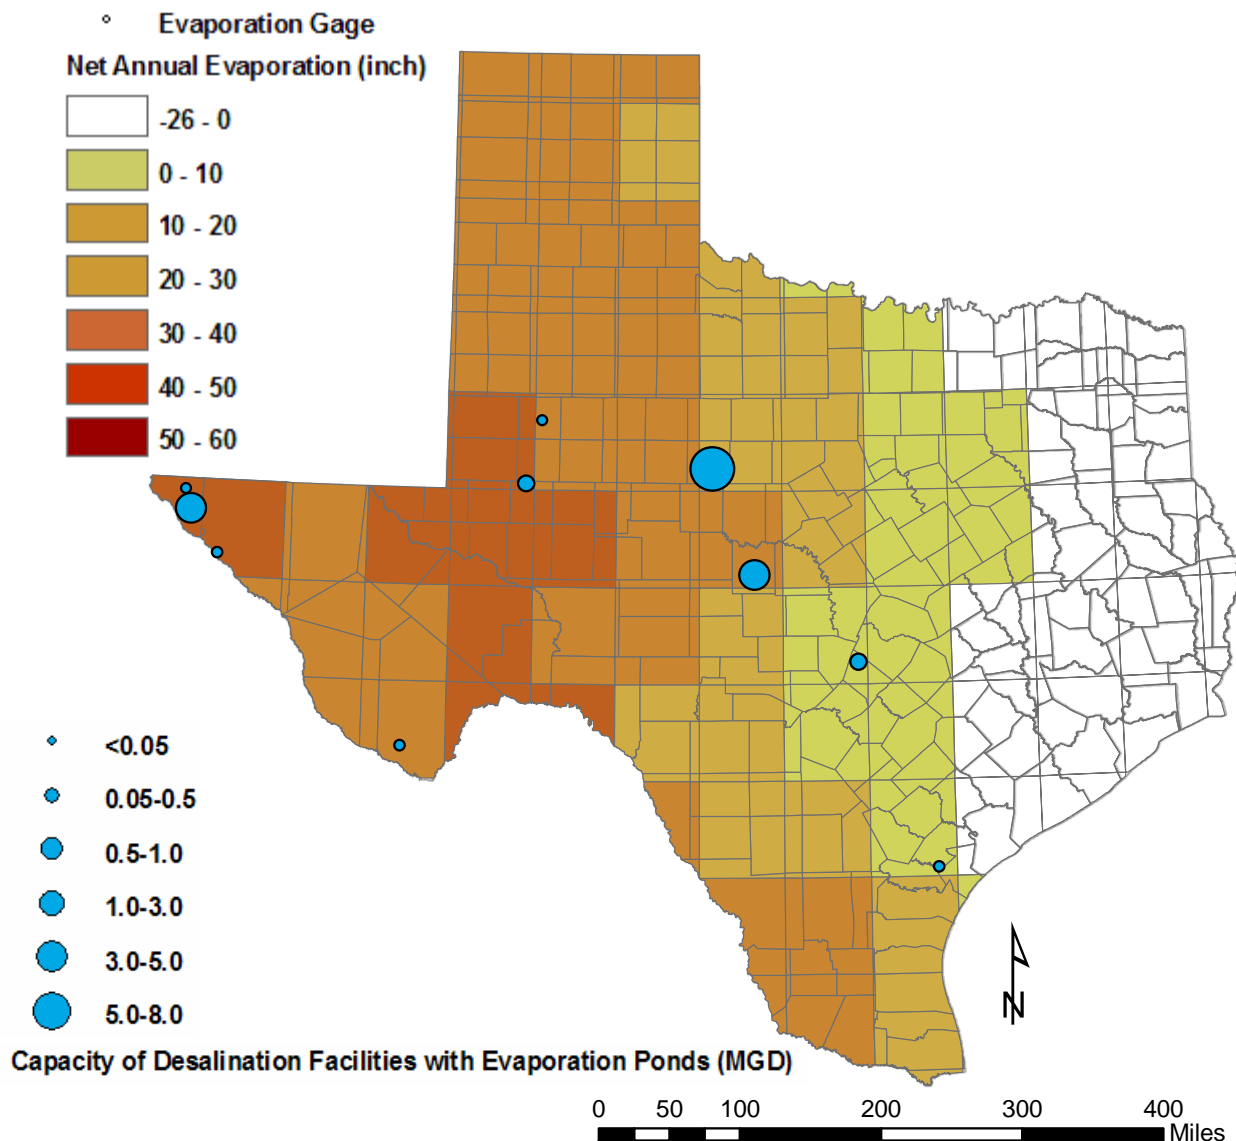 Evaporation Gage
Net Annual Evaporation (inch)
-26 - 0
0 - 10
10 - 20
20 - 30
30 - 40
40 - 50
50 - 60
<0.05
0.05-0.5
0.5-1.0
1.0-3.0
3.0-5.0
5.0-8.0
Capacity of Desalination Facilities with Evaporation Ponds (MGD)
N
0 50 100 200 300 400
Miles